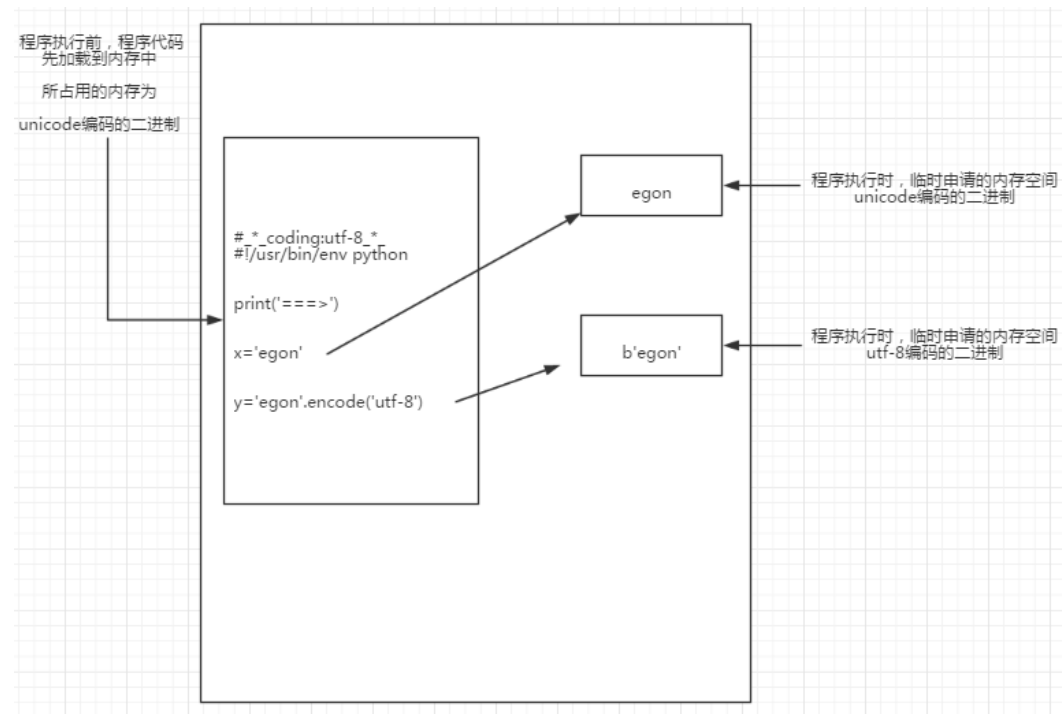 程序执行前，程序代码
先加载到内存中
所占用的内存为
unicode编码的二进制
#_*_coding:utf-8_*_
#!/usr/bin/env python
print('===>')
x='egon'
y='egon'.encode('utf-8')
egon
程序执行时，临时申请的内存空间
unicode编码的二进制
b'egon'
程序执行时，临时申请的内存空间
utf-8编码的二进制